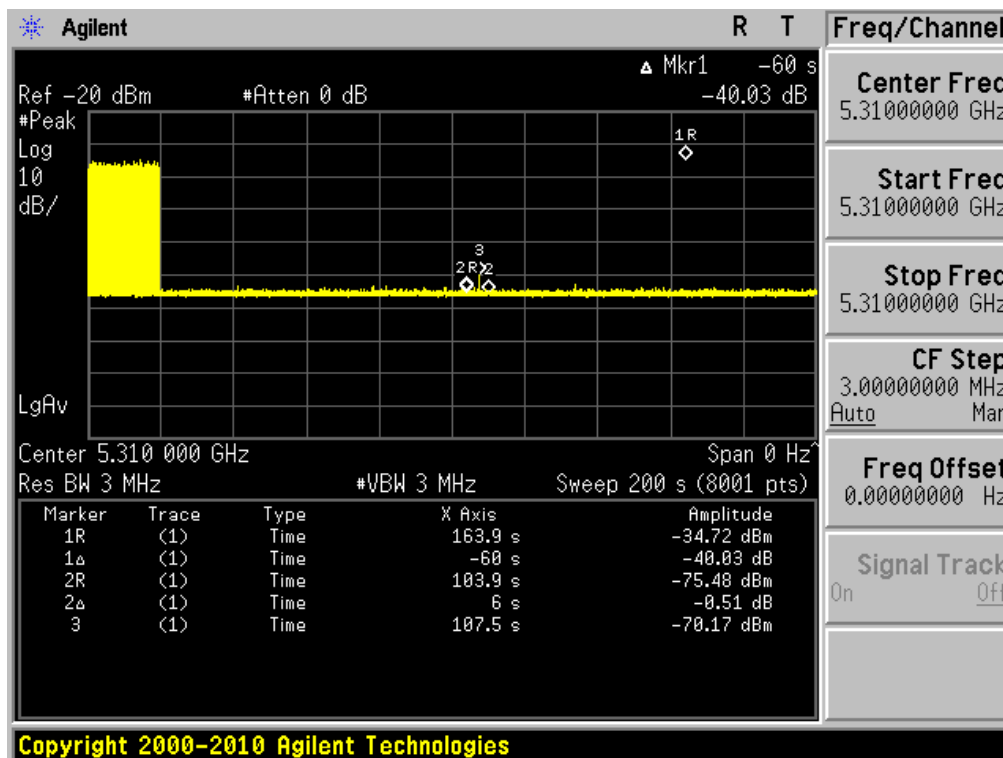 Agilent R T
Freq/Channel
▵ Mkr1 −60 s
Ref −20 dBm #Atten 0 dB −40.03 dB
#Peak
Log
10
dB/
1R
3
2R 2
LgAv
Center 5.310 000 GHz Span 0 Hz^
Res BW 3 MHz #VBW 3 MHz Sweep 200 s (8001 pts)
Marker Trace Type X Axis Amplitude
1R (1) Time 163.9 s −34.72 dBm
1▵ (1) Time −60 s −40.03 dB
2R (1) Time 103.9 s −75.48 dBm
2▵ (1) Time 6 s −0.51 dB
3 (1) Time 107.5 s −70.17 dBm
Center Freq
5.31000000 GHz
Start Freq
5.31000000 GHz
Stop Freq
5.31000000 GHz
CF Step
3.00000000 MHz
Auto Man
Freq Offset
0.00000000 Hz
Signal Track
On Off
Copyright 2000–2010 Agilent Technologies